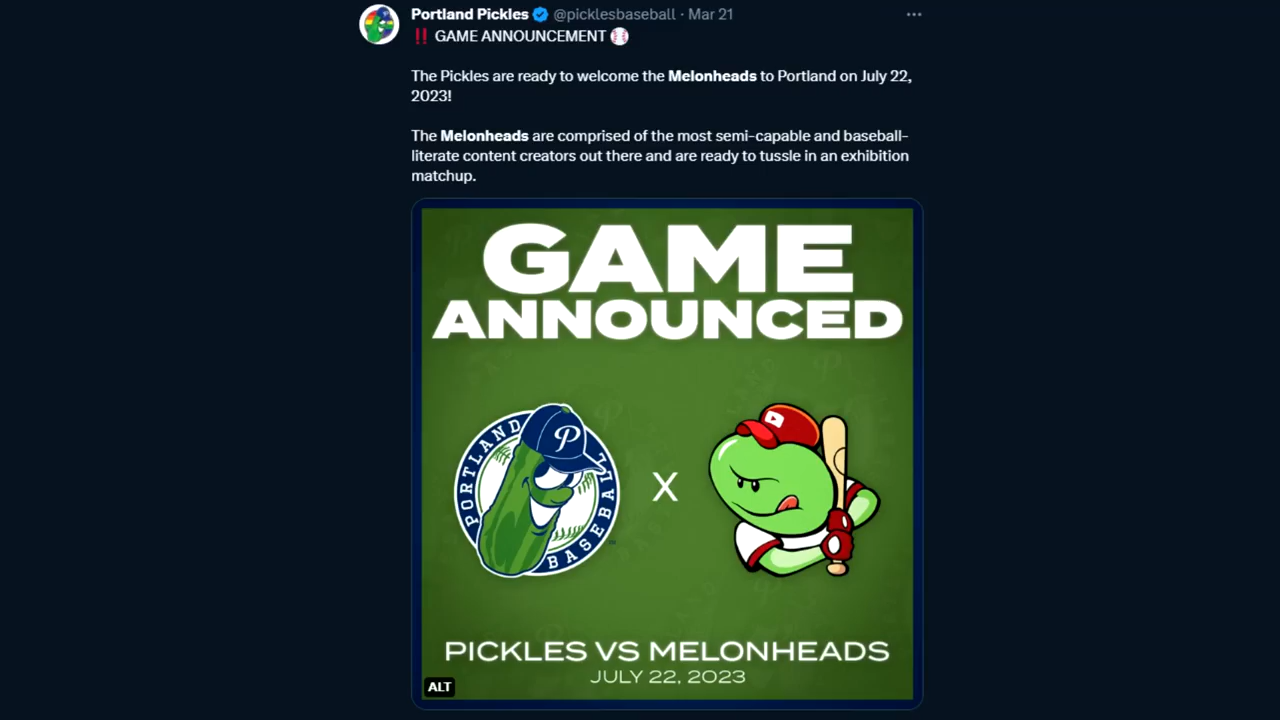 Portland Pickles @picklesbaseball · Mar 21
‼️ GAME ANNOUNCEMENT ⚾
The Pickles are ready to welcome the Melonheads to Portland on July 22,
2023!
The Melonheads are comprised of the most semi-capable and baseball-
literate content creators out there and are ready to tussle in an exhibition
matchup.
GAME
ANNOUNCED
PORTLAND
P
BASEBALL
X
PICKLES VS MELONHEADS
JULY 22, 2023
ALT